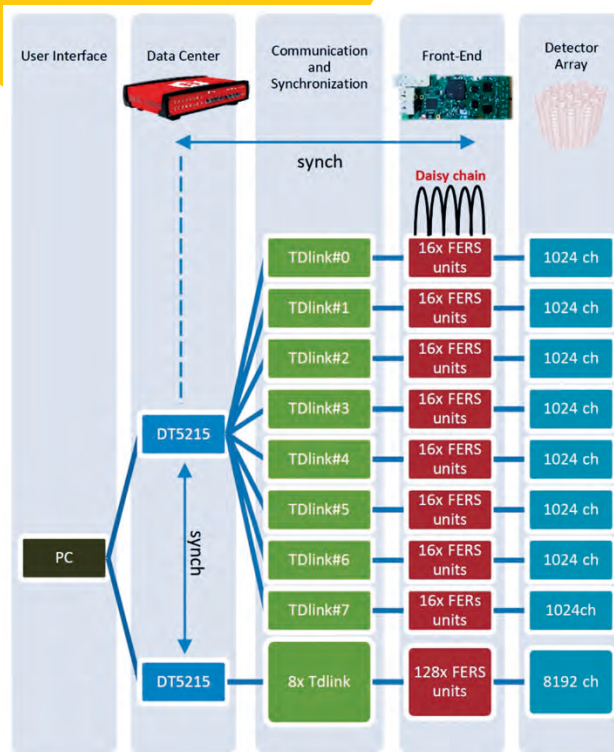 User Interface
Data Center
Communication
and
Synchronization
Front-End
Detector
Array
synch
Daisy chain
TDlink#0
16x FERS
units
1024 ch
TDlink#1
16x FERS
units
1024 ch
TDlink#2
16x FERS
units
1024 ch
TDlink#3
16x FERS
units
1024 ch
DT5215
TDlink#4
16x FERS
units
1024 ch
TDlink#5
16x FERS
units
1024 ch
synch
PC
TDlink#6
16x FERS
units
1024 ch
TDlink#7
16x FERs
units
1024ch
DT5215
8x Tdlink
128x FERS
units
8192 ch